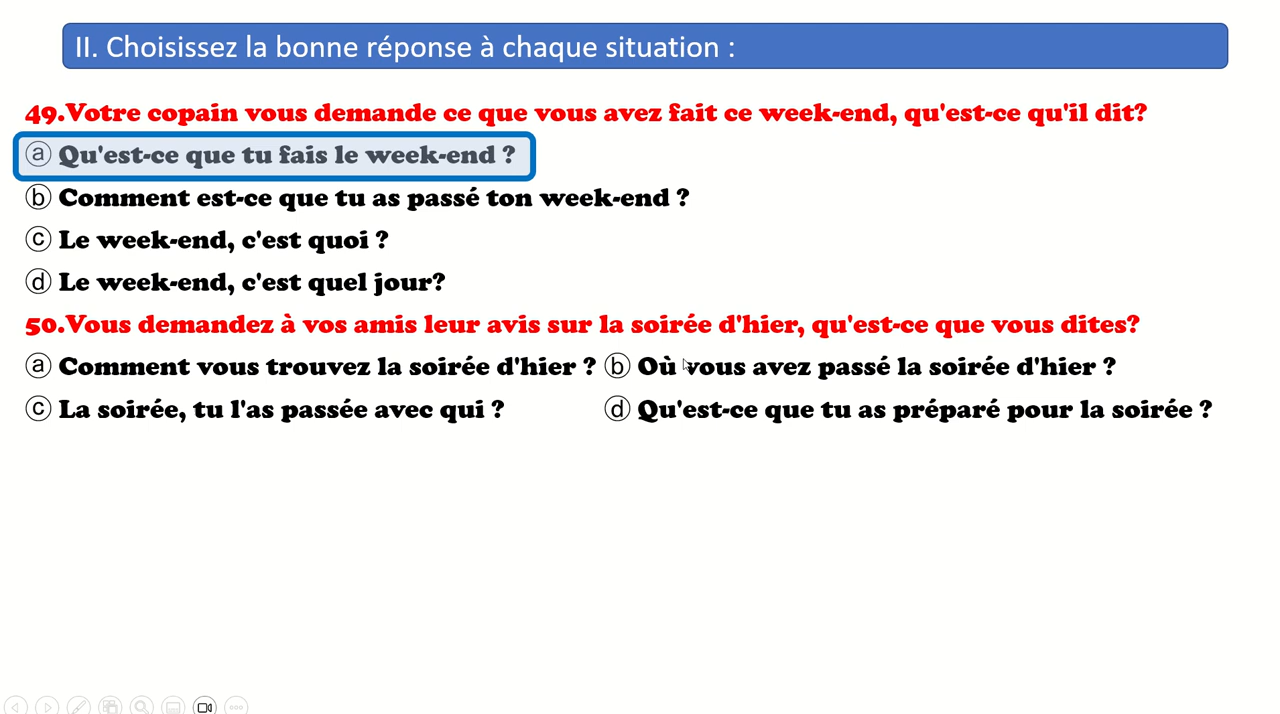 II. Choisissez la bonne réponse à chaque situation :
49.Votre copain vous demande ce que vous avez fait ce week-end, qu'est-ce qu'il dit?
ⓐ Qu'est-ce que tu fais le week-end ?
ⓑ Comment est-ce que tu as passé ton week-end ?
ⓒ Le week-end, c'est quoi ?
ⓓ Le week-end, c'est quel jour?
50.Vous demandez à vos amis leur avis sur la soirée d'hier, qu'est-ce que vous dites?
ⓐ Comment vous trouvez la soirée d'hier ? ⓑ Où vous avez passé la soirée d'hier ?
ⓒ La soirée, tu l'as passée avec qui ? ⓓ Qu'est-ce que tu as préparé pour la soirée ?